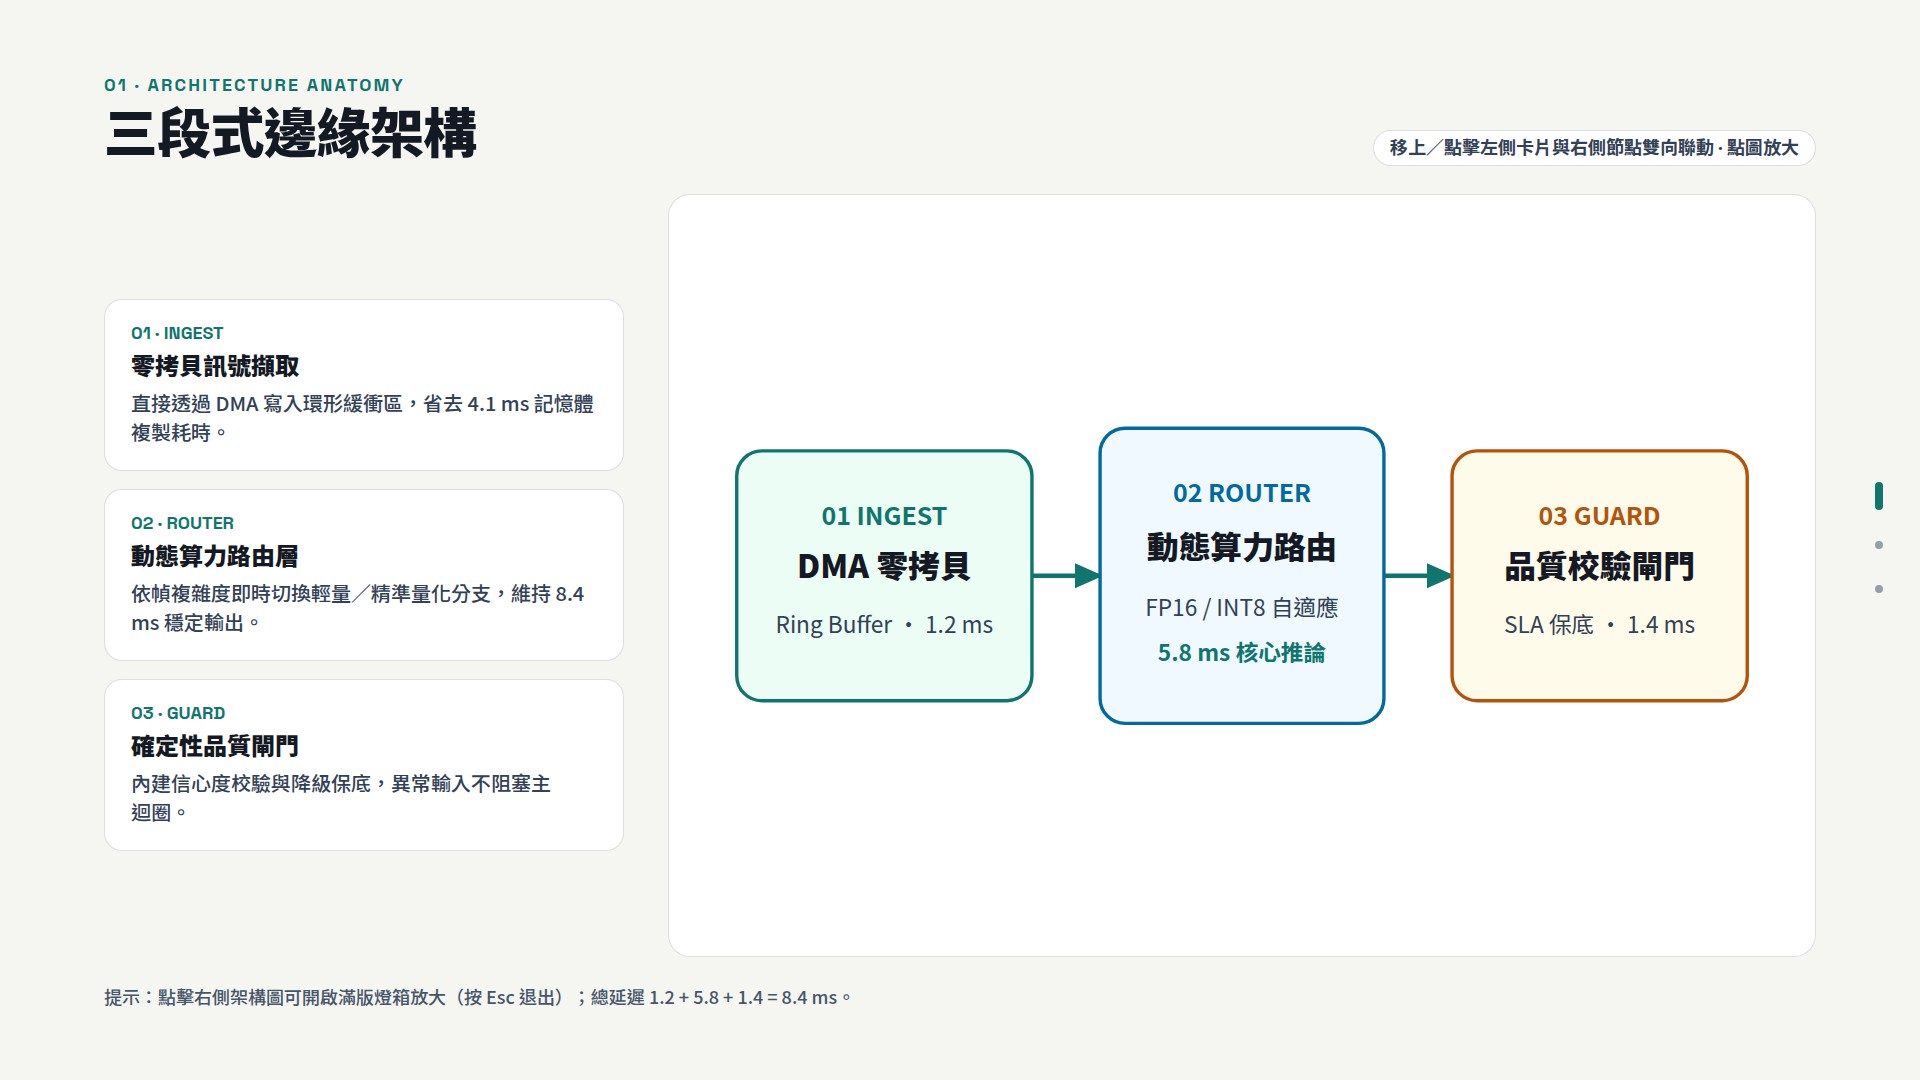 01 · ARCHITECTURE ANATOMY
三段式邊緣架構
移上／點擊左側卡片與右側節點雙向聯動 · 點圖放大
01 · INGEST
零拷貝訊號擷取
直接透過 DMA 寫入環形緩衝區，省去 4.1 ms 記憶體
複製耗時。
02 · ROUTER
動態算力路由層
依幀複雜度即時切換輕量／精準量化分支，維持 8.4
ms 穩定輸出。
03 · GUARD
確定性品質閘門
內建信心度校驗與降級保底，異常輸入不阻塞主
迴圈。
01 INGEST
DMA 零拷貝
Ring Buffer • 1.2 ms
02 ROUTER
動態算力路由
FP16 / INT8 自適應
5.8 ms 核心推論
03 GUARD
品質校驗閘門
SLA 保底 • 1.4 ms
提示：點擊右側架構圖可開啟滿版燈箱放大（按 Esc 退出）；總延遲 1.2 + 5.8 + 1.4 = 8.4 ms。